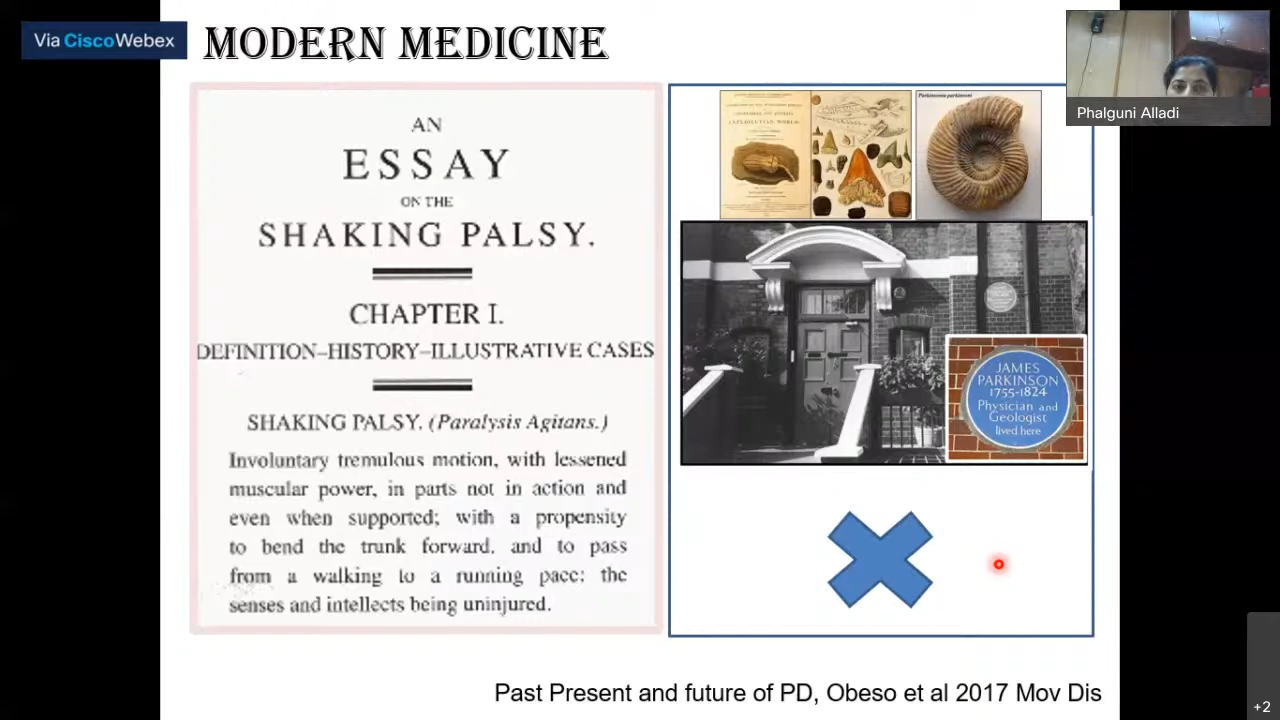 Via CiscoWebex
MODERN MEDICINE
Phalguni Alladi
AN
ESSAY
ON THE
SHAKING PALSY.
CHAPTER I.
DEFINITION–HISTORY–ILLUSTRATIVE CASES
SHAKING PALSY. (Paralysis Agitans.)
Involuntary tremulous motion, with lessened
muscular power, in parts not in action and
even when supported; with a propensity
to bend the trunk forward, and to pass
from a walking to a running pace: the
senses and intellects being uninjured.
Parkinsonia parkinsoni
JAMES
PARKINSON
1755-1824
Physician and
Geologist
lived here
Past Present and future of PD, Obeso et al 2017 Mov Dis
+2